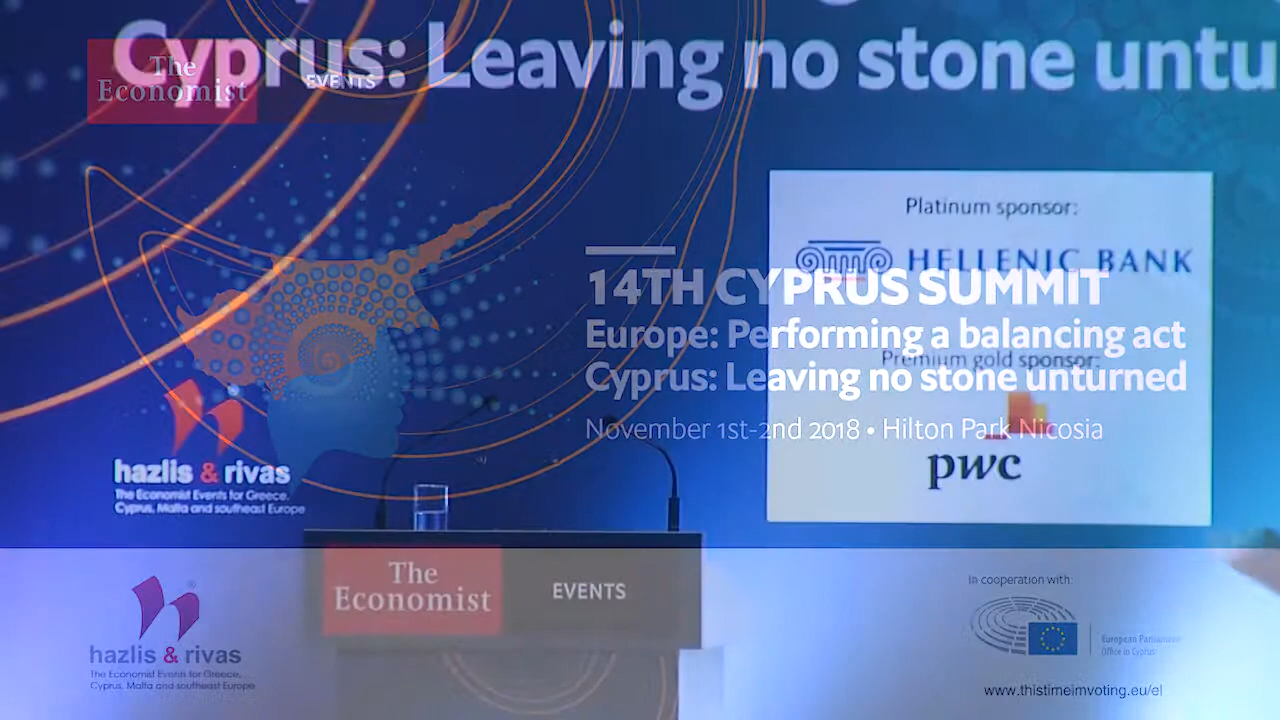 Cyprus: Leaving no stone untu
The
Economist
EVENTS
Platinum sponsor:
HELLENIC BANK
14TH CYPRUS SUMMIT
Europe: Performing a balancing act
Premium gold sponsor:
Cyprus: Leaving no stone unturned
November 1st-2nd 2018 • Hilton Park Nicosia
pwc
hazlis & rivas
The Economist Events for Greece,
Cyprus, Malta and southeast Europe
The
Economist
EVENTS
In cooperation with:
hazlis & rivas
The Economist Events for Greece,
Cyprus, Malta and southeast Europe
European Parliament
Office in Cyprus
www.thistimeimvoting.eu/el